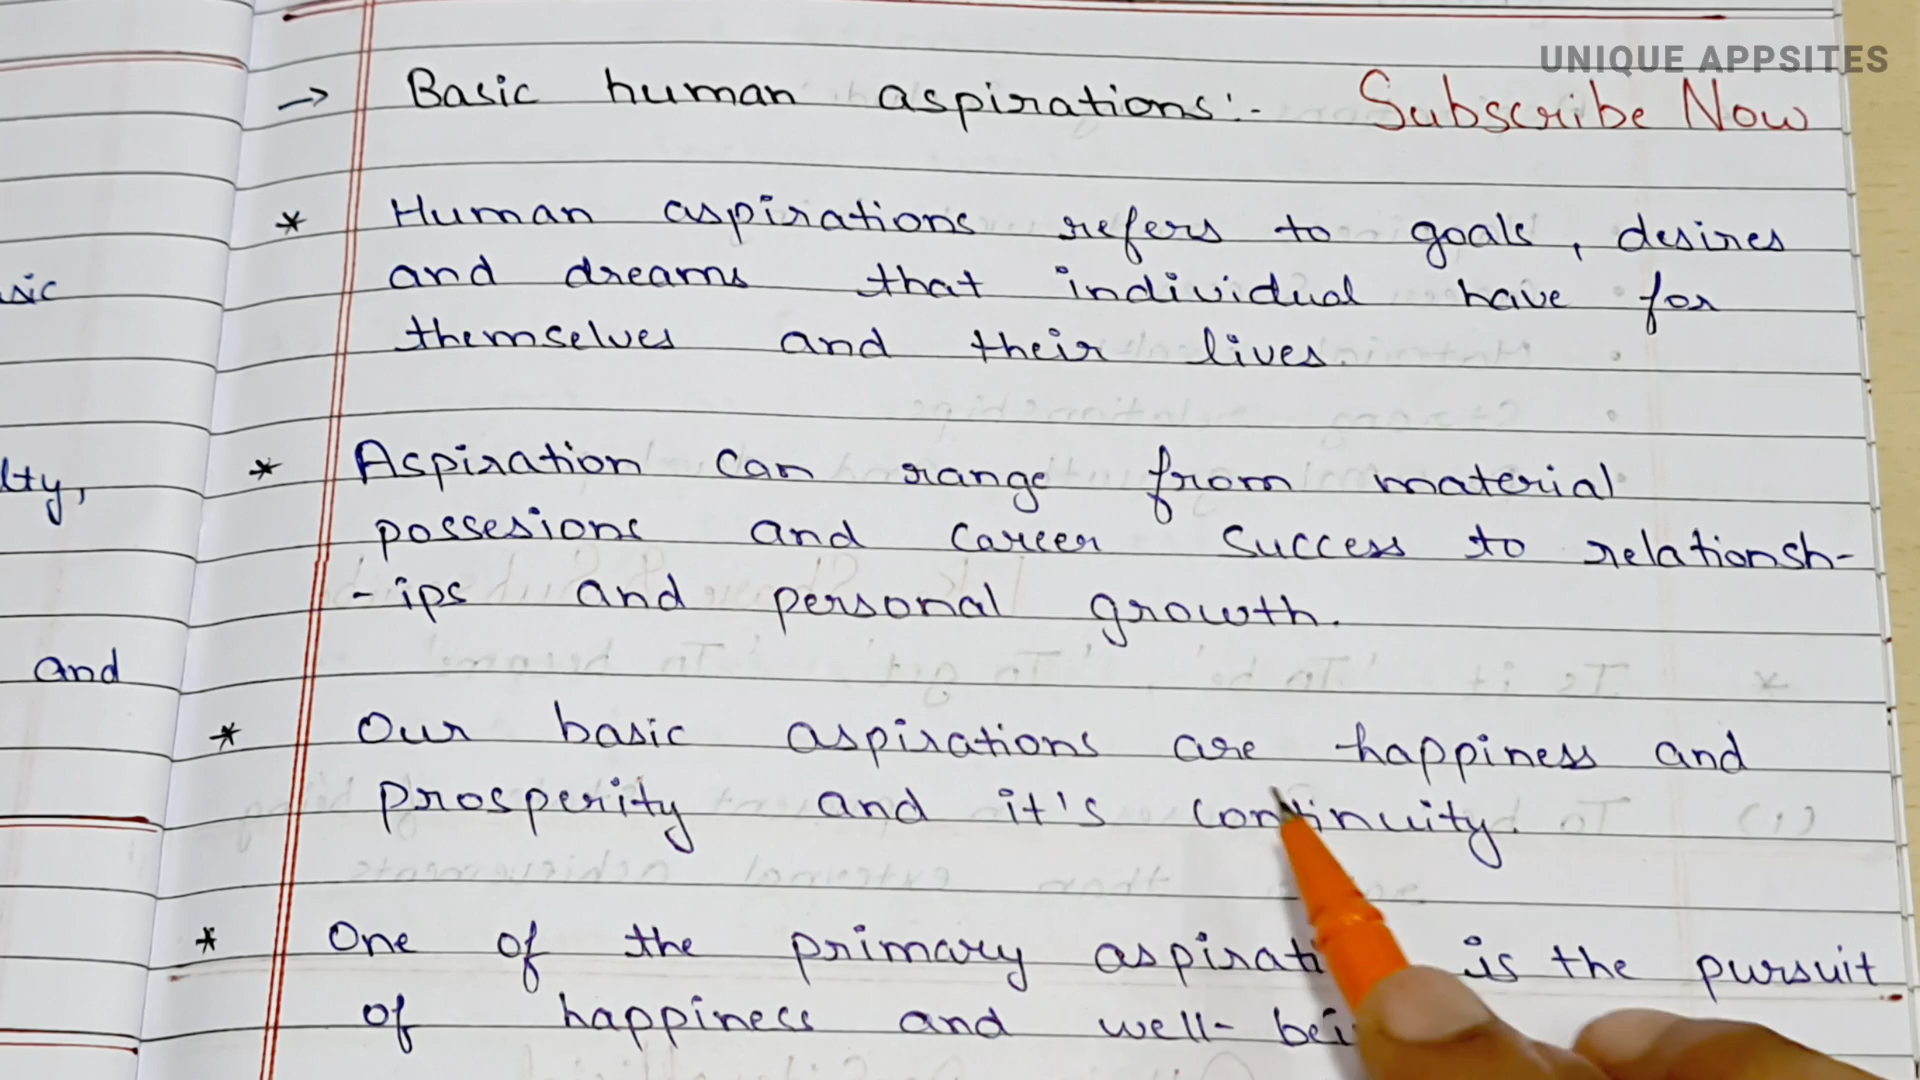 UNIQUE APPSITES
→ Basic human aspirations:- Subscribe Now
* Human aspirations refers to goals, desires
and dreams that individual have for
themselves and their lives.
* Aspiration can range from material
possesions and career success to relationsh-
-ips and personal growth.
* Our basic aspirations are happiness and
prosperity and it's continuity.
* One of the primary is the pursuit
of happiness and well-
lty,
and